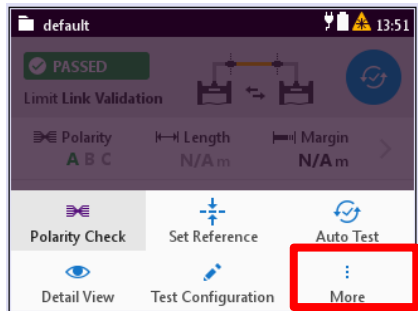 default 13:51
PASSED
Limit Link Validation
Polarity Length Margin
A B C N/A m N/A m
Polarity Check Set Reference Auto Test
Detail View Test Configuration More